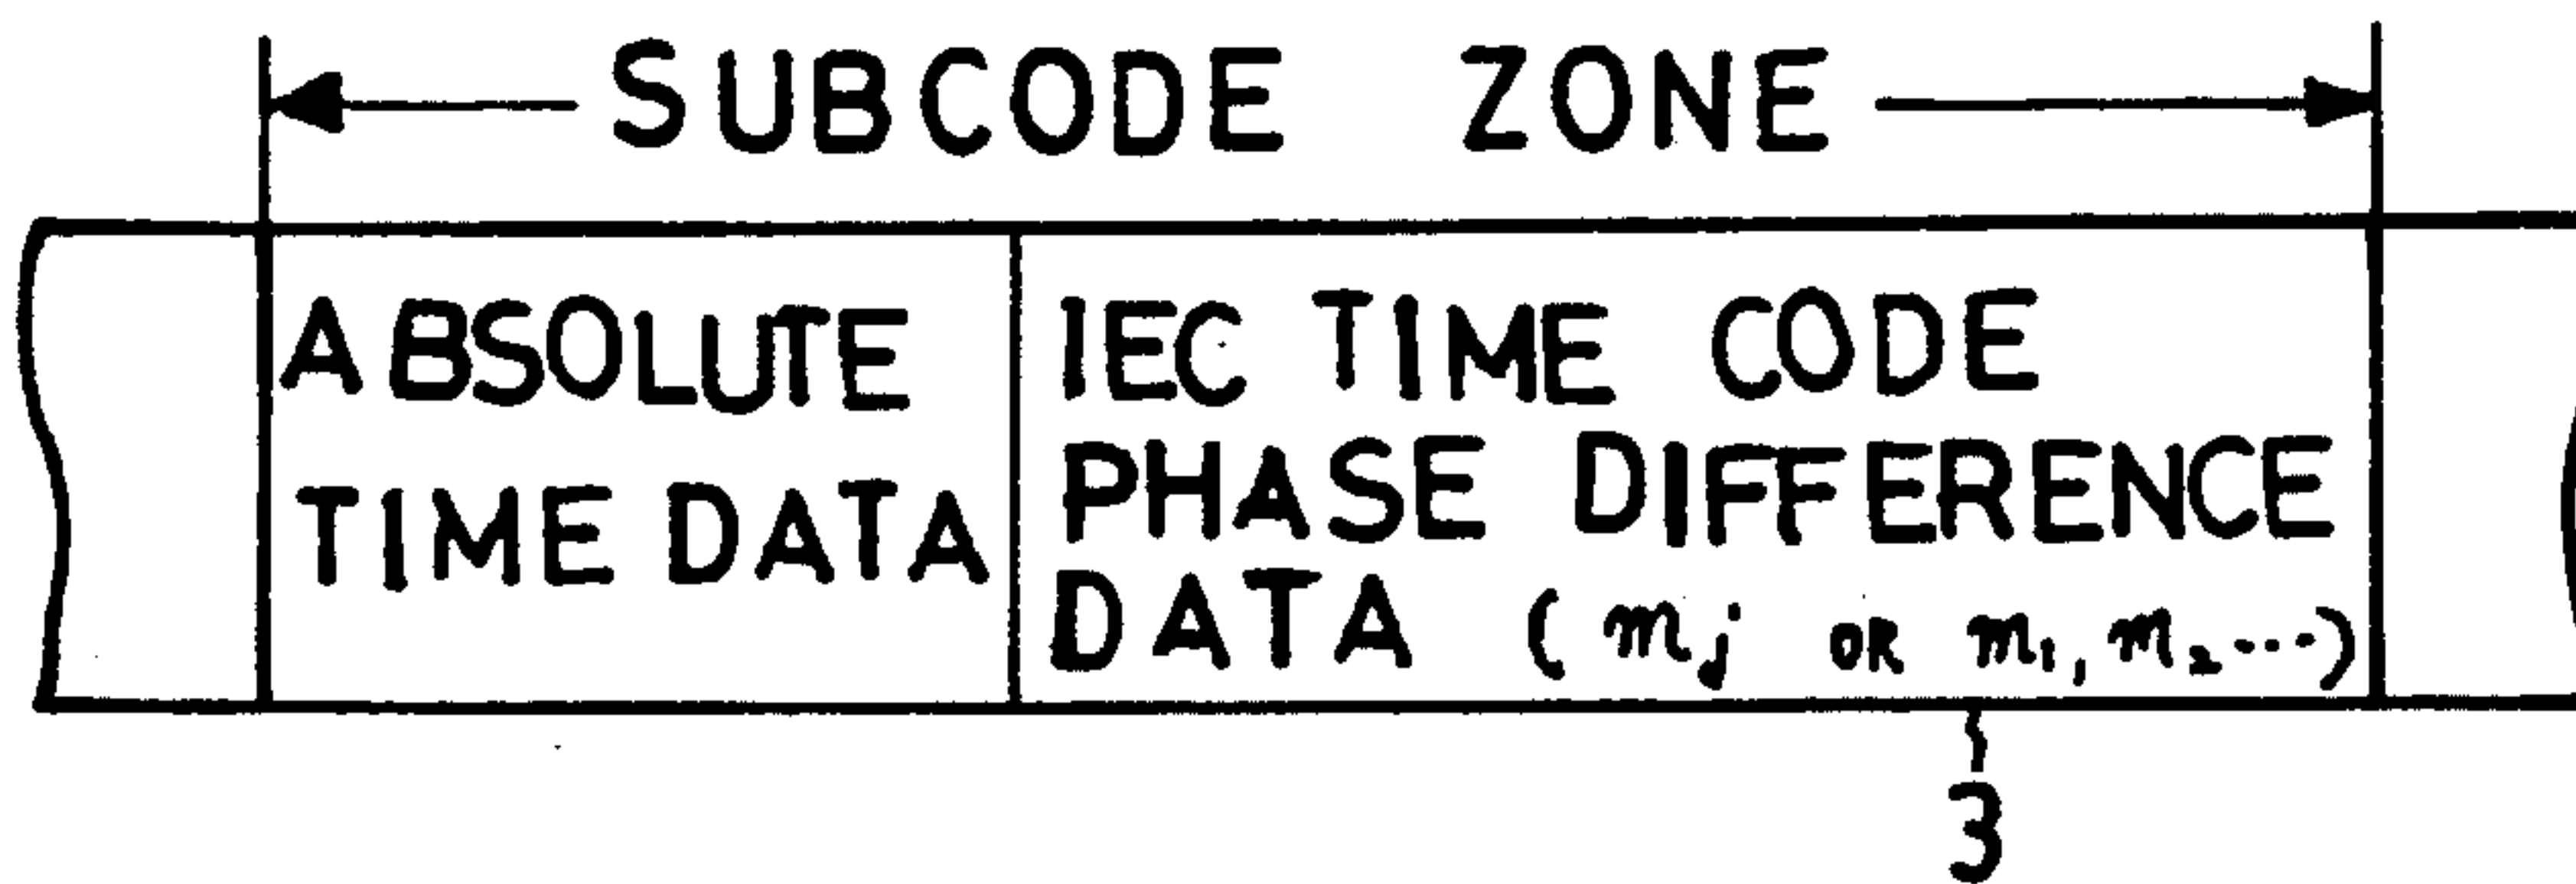 SUBCODE ZONE
ABSOLUTE
TIME DATA
IEC TIME CODE
PHASE DIFFERENCE
DATA (mj OR m1, m2...)
3